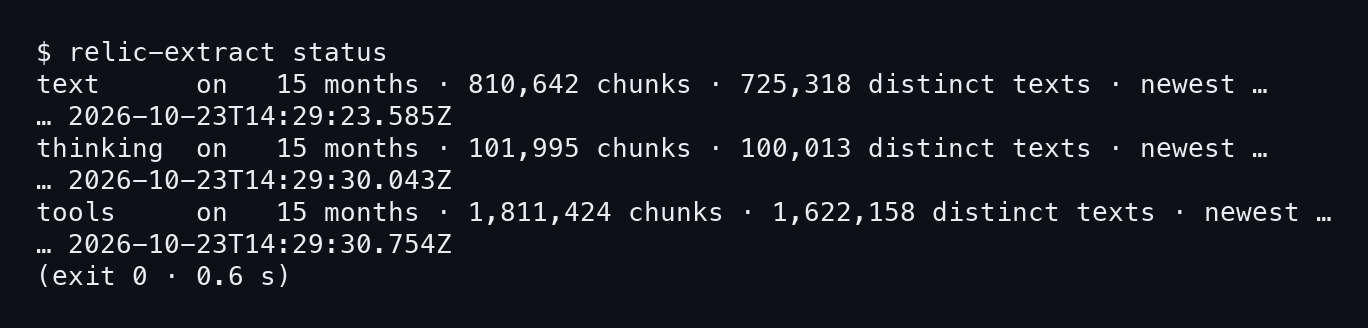 $ relic-extract status
text      on   15 months · 810,642 chunks · 725,318 distinct texts · newest …
… 2026-10-23T14:29:23.585Z
thinking  on   15 months · 101,995 chunks · 100,013 distinct texts · newest …
… 2026-10-23T14:29:30.043Z
tools     on   15 months · 1,811,424 chunks · 1,622,158 distinct texts · newest …
… 2026-10-23T14:29:30.754Z
(exit 0 · 0.6 s)